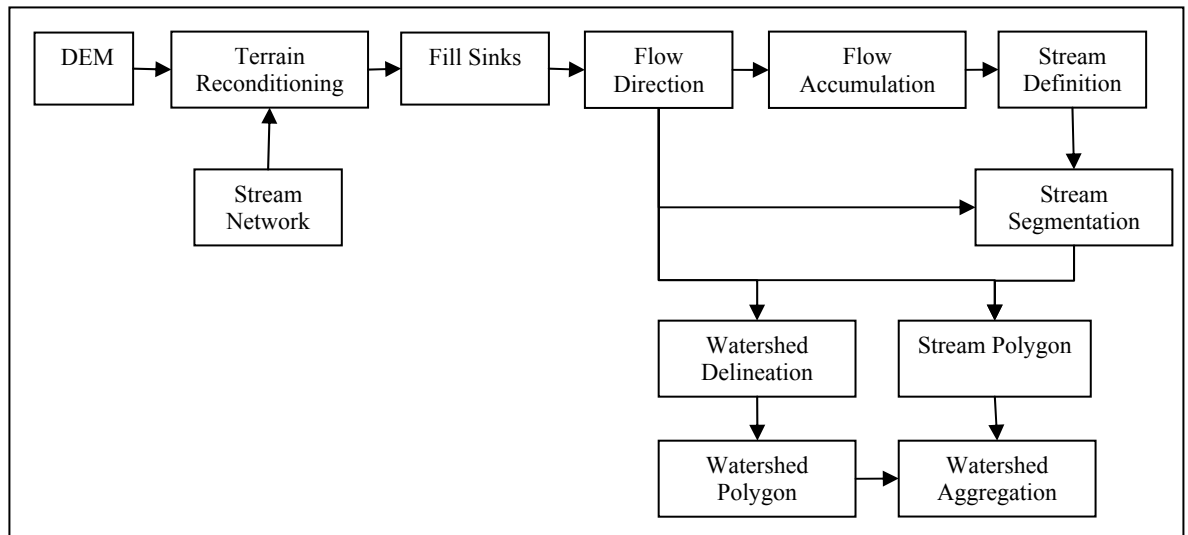 DEM
Terrain
Reconditioning
Fill Sinks
Flow
Direction
Flow
Accumulation
Stream
Definition
Stream
Network
Stream
Segmentation
Watershed
Delineation
Stream Polygon
Watershed
Polygon
Watershed
Aggregation